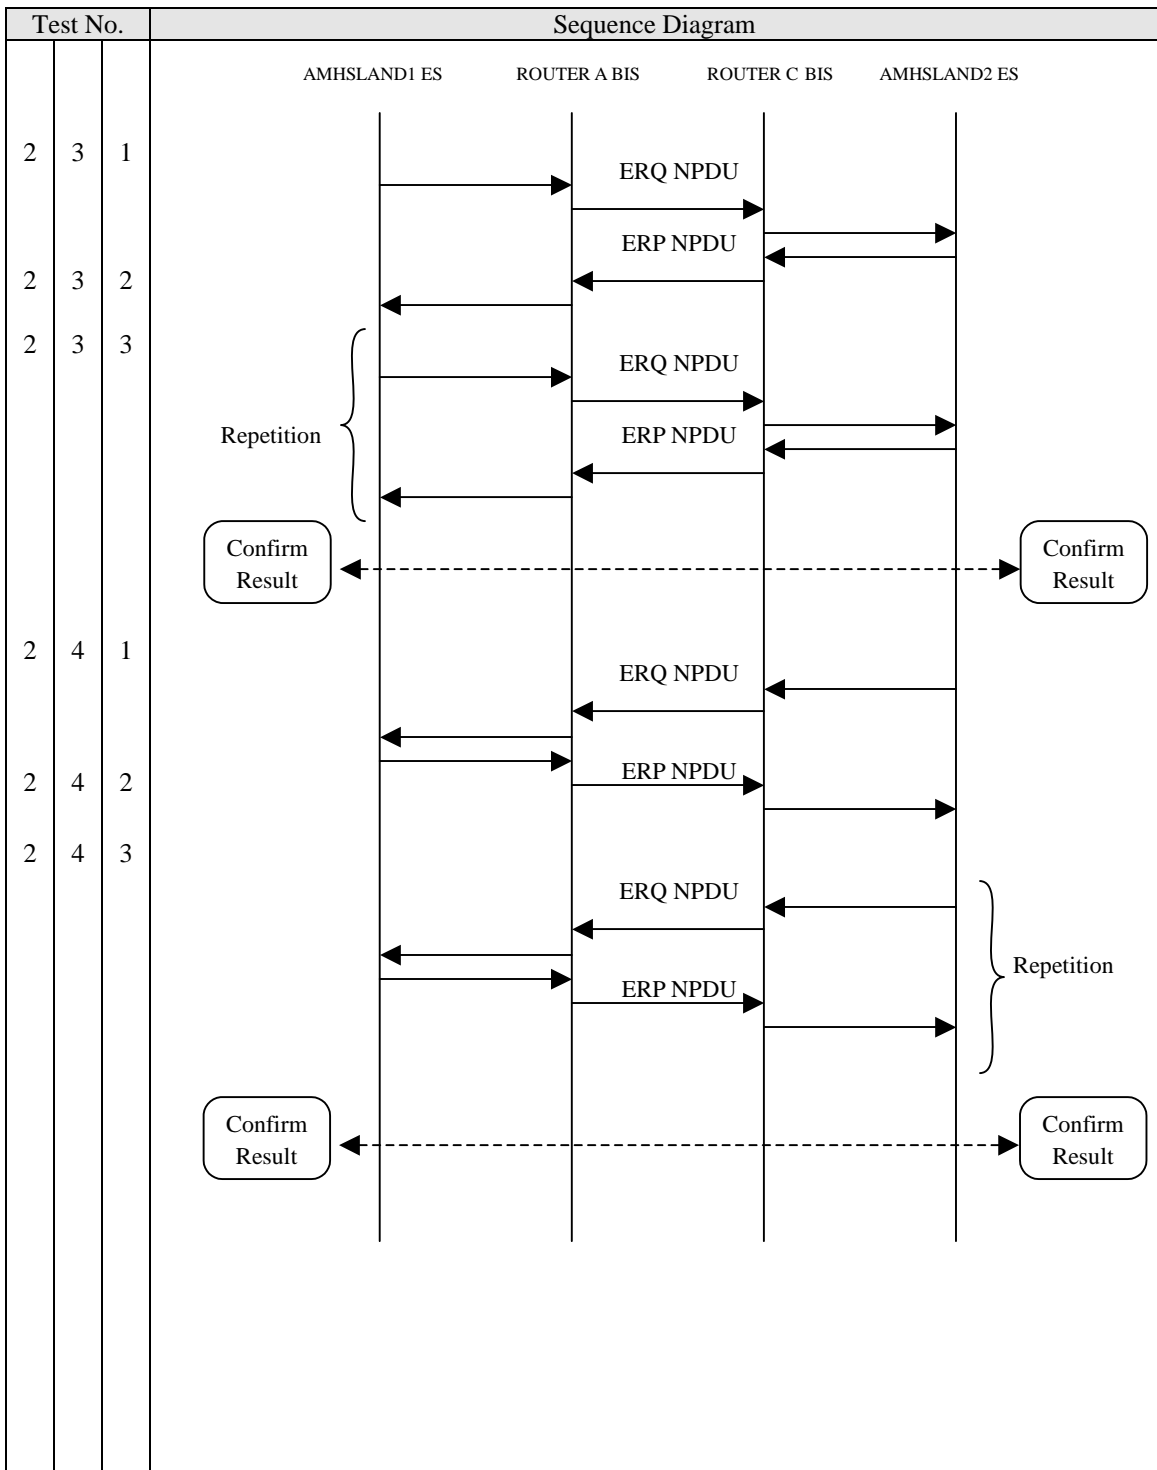 Test No. Sequence Diagram
AMHSLAND1 ES ROUTER A BIS ROUTER C BIS AMHSLAND2 ES
2 3 1
ERQ NPDU
ERP NPDU
2 3 2
2 3 3
ERQ NPDU
Repetition
ERP NPDU
Confirm
Result
Confirm
Result
2 4 1
ERQ NPDU
2 4 2
ERP NPDU
2 4 3
ERQ NPDU
Repetition
ERP NPDU
Confirm
Result
Confirm
Result